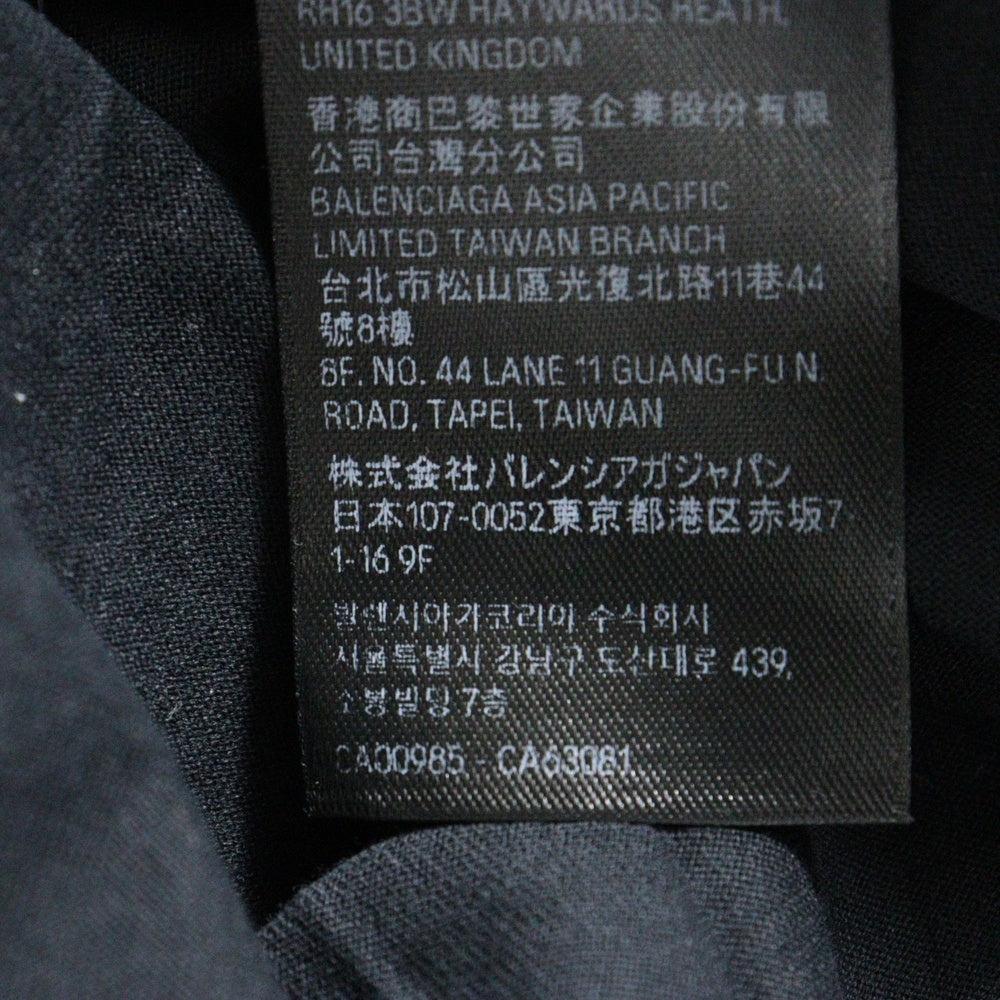 RH16 3BW HAYWARDS HEATH,
UNITED KINGDOM
香港商巴黎世家企業股份有限
公司台灣分公司
BALENCIAGA ASIA PACIFIC
LIMITED TAIWAN BRANCH
台北市松山區光復北路11巷44
號8樓
8F. NO. 44 LANE 11 GUANG-FU N.
ROAD, TAPEI, TAIWAN
株式会社バレンシアガジャパン
日本107-0052東京都港区赤坂7
1-16 9F
발렌시아가코리아 수식회사
서울특별시 강남구 도산대로 439,
소봉빌딩 7층
CA00985 - CA63081